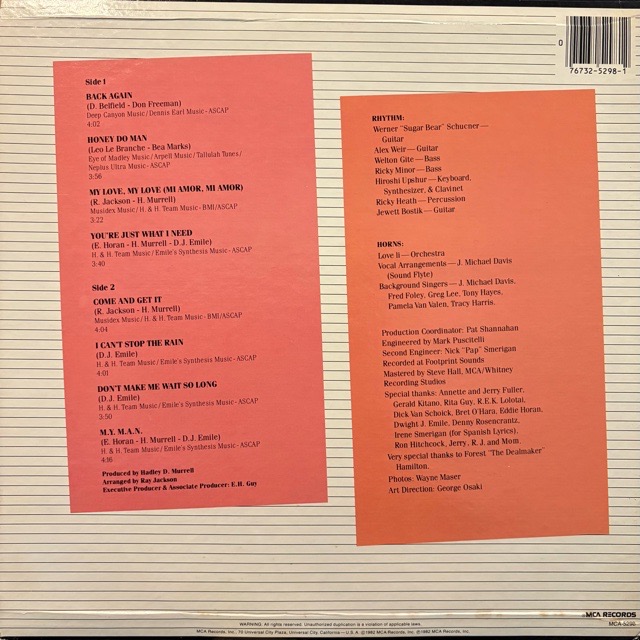 0
76732-5298-1
Side 1
BACK AGAIN
(D. Belfield - Don Freeman)
Deep Canyon Music / Dennis Earl Music - ASCAP
4:02
HONEY DO MAN
(Leo Le Branche - Bea Marks)
Eye of Madley Music / Arpell Music / Tallulah Tunes /
Neplus Ultra Music - ASCAP
3:56
MY LOVE, MY LOVE (MI AMOR, MI AMOR)
(R. Jackson - H. Murrell)
Musidex Music / H. & H. Team Music - BMI/ASCAP
3:22
YOU'RE JUST WHAT I NEED
(E. Horan - H. Murrell - D.J. Emile)
H. & H. Team Music / Emile's Synthesis Music - ASCAP
3:40
Side 2
COME AND GET IT
(R. Jackson - H. Murrell)
Musidex Music / H. & H. Team Music - BMI/ASCAP
4:04
I CAN'T STOP THE RAIN
(D.J. Emile)
H. & H. Team Music / Emile's Synthesis Music - ASCAP
4:01
DON'T MAKE ME WAIT SO LONG
(D.J. Emile)
H. & H. Team Music / Emile's Synthesis Music - ASCAP
3:50
M.Y. M.A.N.
(E. Horan - H. Murrell - D.J. Emile)
H. & H. Team Music / Emile's Synthesis Music - ASCAP
4:16
Produced by Hadley D. Murrell
Arranged by Ray Jackson
Executive Producer & Associate Producer: E.H. Guy
RHYTHM:
Werner "Sugar Bear" Schucner —
Guitar
Alex Weir — Guitar
Welton Gite — Bass
Ricky Minor — Bass
Hiroshi Upshur — Keyboard,
Synthesizer, & Clavinet
Ricky Heath — Percussion
Jewett Bostik — Guitar
HORNS:
Love II — Orchestra
Vocal Arrangements — J. Michael Davis
(Sound Flyte)
Background Singers — J. Michael Davis,
Fred Foley, Greg Lee, Tony Hayes,
Pamela Van Valen, Tracy Harris.
Production Coordinator: Pat Shannahan
Engineered by Mark Puscitelli
Second Engineer: Nick "Pap" Smerigan
Recorded at Footprint Sounds
Mastered by Steve Hall, MCA/Whitney
Recording Studios
Special thanks: Annette and Jerry Fuller,
Gerald Kitano, Rita Guy, R.E.K. Lolotai,
Dick Van Schoick, Bret O'Hara, Eddie Horan,
Dwight J. Emile, Denny Rosencrantz,
Irene Smerigan (for Spanish Lyrics),
Ron Hitchcock, Jerry, R. J. and Mom.
Very special thanks to Forest "The Dealmaker"
Hamilton.
Photos: Wayne Maser
Art Direction: George Osaki
MCA RECORDS
MCA-5298
WARNING: All rights reserved. Unauthorized duplication is a violation of applicable laws.
MCA Records, Inc., 70 Universal City Plaza, Universal City, California — U.S.A. ©1982 MCA Records, Inc. ℗1982 MCA Records, Inc.